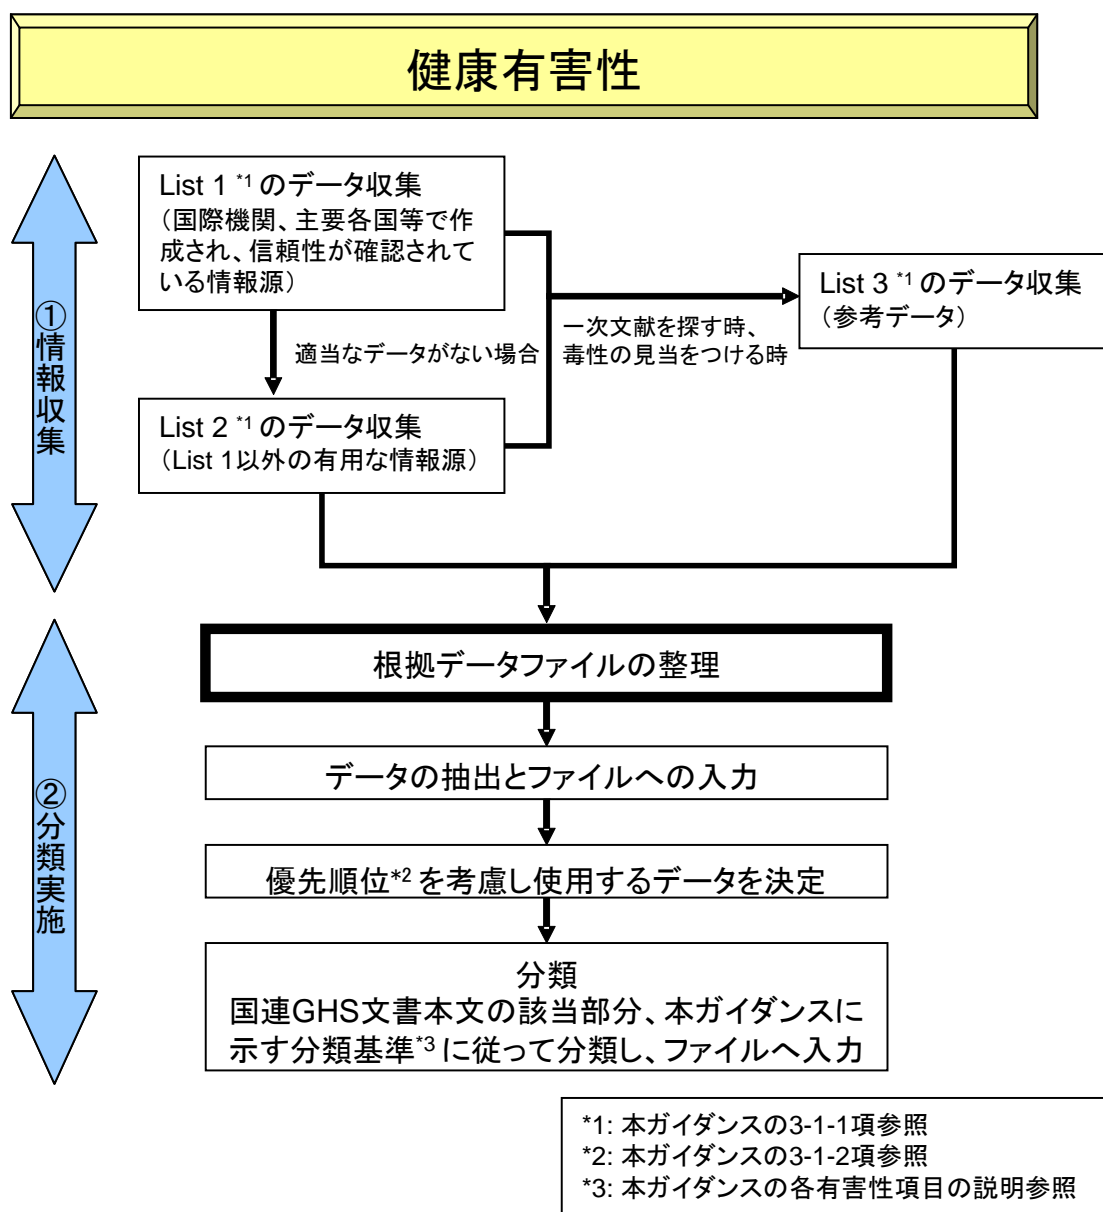 健康有害性
①情報収集
List 1 *1 のデータ収集
（国際機関、主要各国等で作
成され、信頼性が確認されて
いる情報源）
適当なデータがない場合
List 2 *1 のデータ収集
（List 1以外の有用な情報源）
一次文献を探す時、
毒性の見当をつける時
List 3 *1 のデータ収集
（参考データ）
②分類実施
根拠データファイルの整理
データの抽出とファイルへの入力
優先順位*2 を考慮し使用するデータを決定
分類
国連GHS文書本文の該当部分、本ガイダンスに
示す分類基準*3 に従って分類し、ファイルへ入力
*1: 本ガイダンスの3-1-1項参照
*2: 本ガイダンスの3-1-2項参照
*3: 本ガイダンスの各有害性項目の説明参照